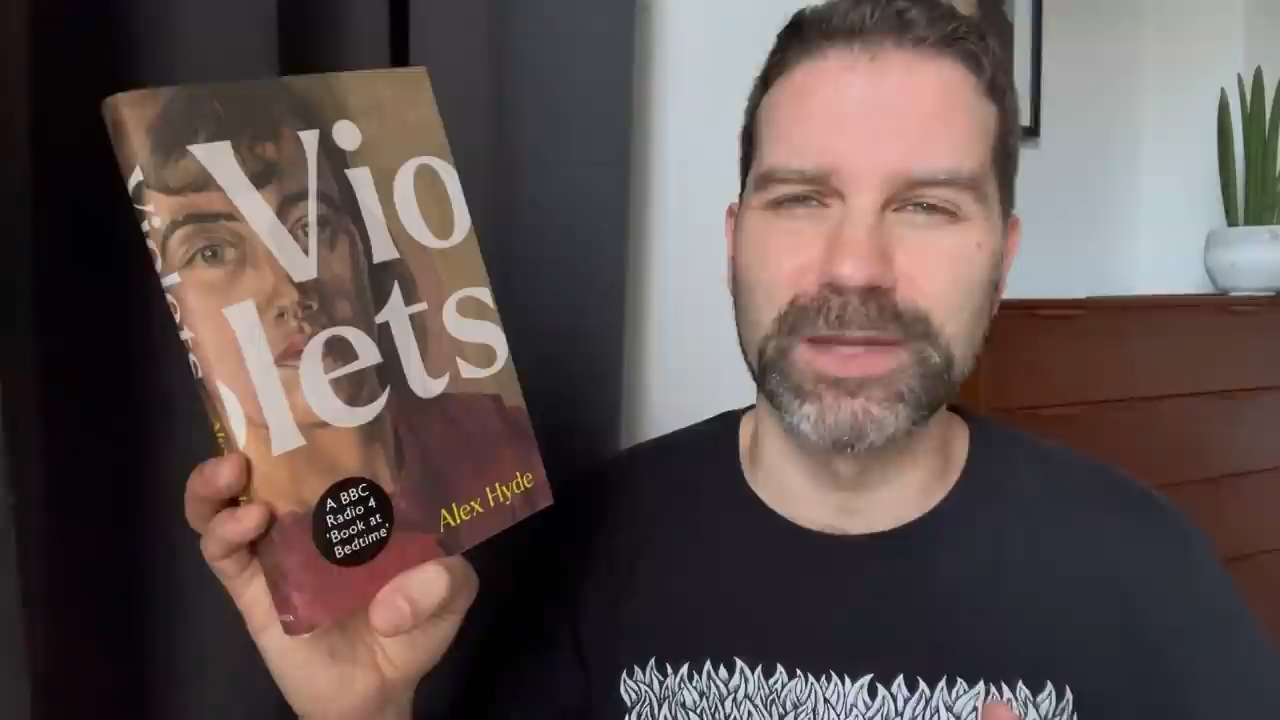 Vio
lets
A BBC
Radio 4
'Book at
Bedtime'
Alex Hyde